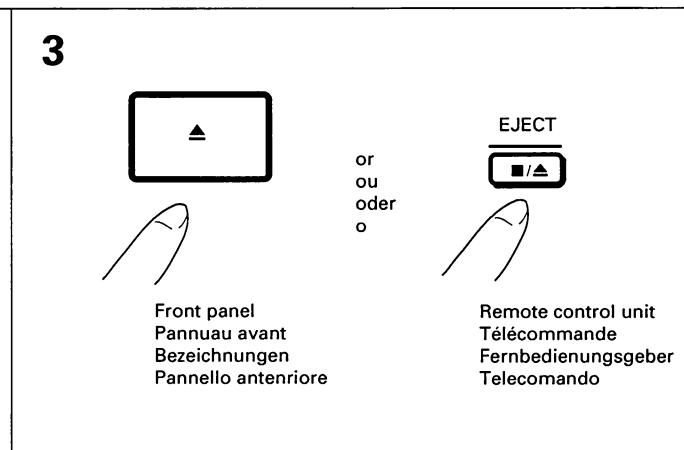 3
⏏
or
ou
oder
o
EJECT
■/⏏
Front panel
Pannuau avant
Bezeichnungen
Pannello antenriore
Remote control unit
Télécommande
Fernbedienungsgeber
Telecomando